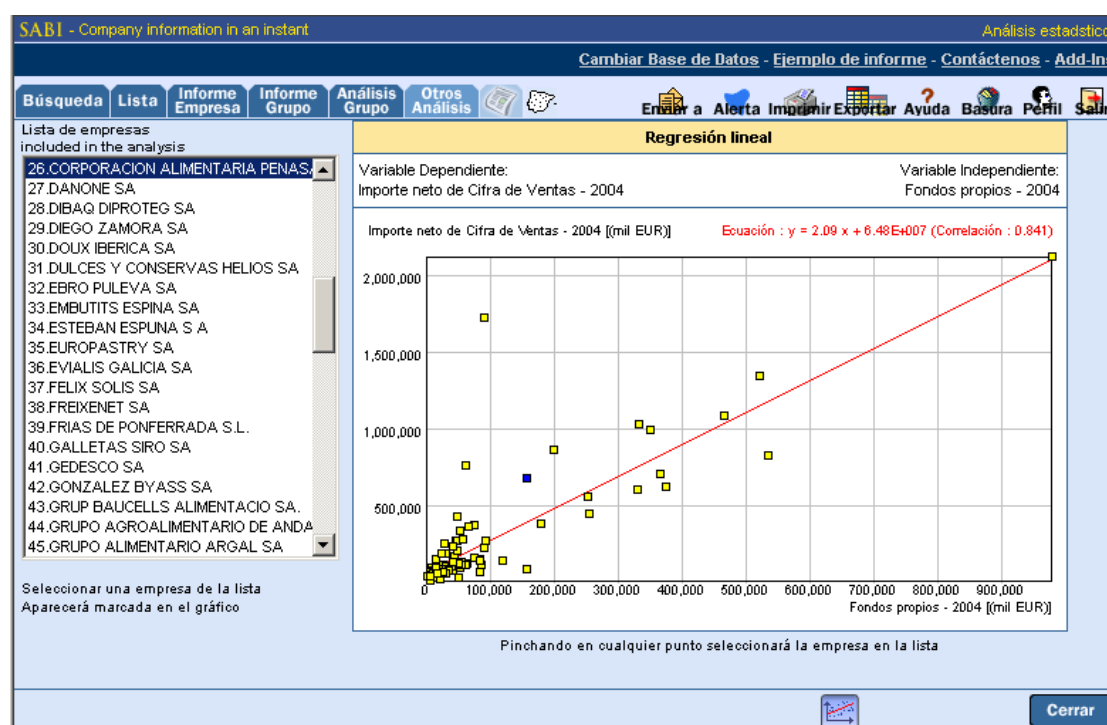 SABI - Company information in an instant
Análisis estadstico
Cambiar Base de Datos - Ejemplo de informe - Contáctenos - Add-Ins
Búsqueda
Lista
Informe Empresa
Informe Grupo
Análisis Grupo
Otros Análisis
Enviar a
Alerta
Imprimir
Exportar
Ayuda
Basura
Perfil
Salir
Lista de empresas
included in the analysis
26.CORPORACION ALIMENTARIA PENASA
27.DANONE SA
28.DIBAQ DIPROTEG SA
29.DIEGO ZAMORA SA
30.DOUX IBERICA SA
31.DULCES Y CONSERVAS HELIOS SA
32.EBRO PULEVA SA
33.EMBUTITS ESPINA SA
34.ESTEBAN ESPUNA S A
35.EUROPASTRY SA
36.EVIALIS GALICIA SA
37.FELIX SOLIS SA
38.FREIXENET SA
39.FRIAS DE PONFERRADA S.L.
40.GALLETAS SIRO SA
41.GEDESCO SA
42.GONZALEZ BYASS SA
43.GRUP BAUCELLS ALIMENTACIO SA.
44.GRUPO AGROALIMENTARIO DE ANDA
45.GRUPO ALIMENTARIO ARGAL SA
Seleccionar una empresa de la lista
Aparecerá marcada en el gráfico
Regresión lineal
Variable Dependiente:
Importe neto de Cifra de Ventas - 2004
Variable Independiente:
Fondos propios - 2004
Importe neto de Cifra de Ventas - 2004 [(mil EUR)]
Ecuación : y = 2.09 x + 6.48E+007 (Correlación : 0.841)
2,000,000
1,500,000
1,000,000
500,000
0 100,000 200,000 300,000 400,000 500,000 600,000 700,000 800,000 900,000
Fondos propios - 2004 [(mil EUR)]
Pinchando en cualquier punto seleccionará la empresa en la lista
Cerrar